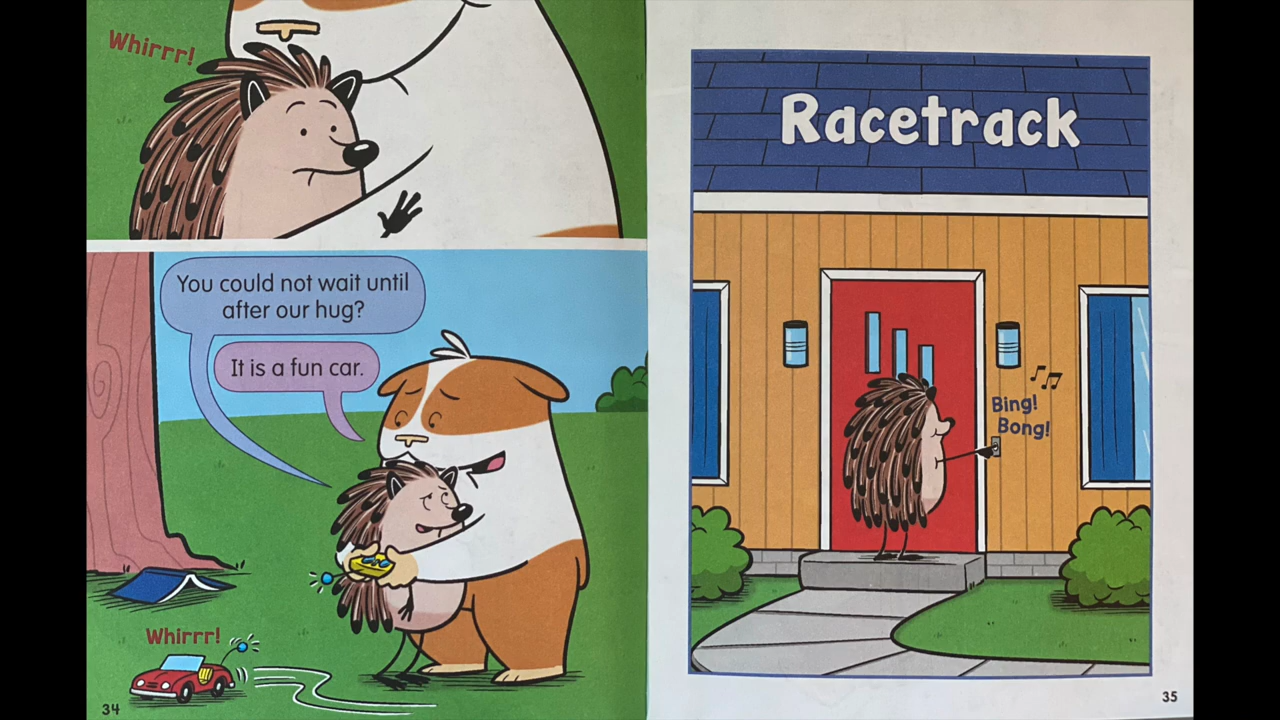 Whirrr!
You could not wait until
after our hug?
It is a fun car.
Whirrr!
34
Racetrack
Bing!
Bong!
35